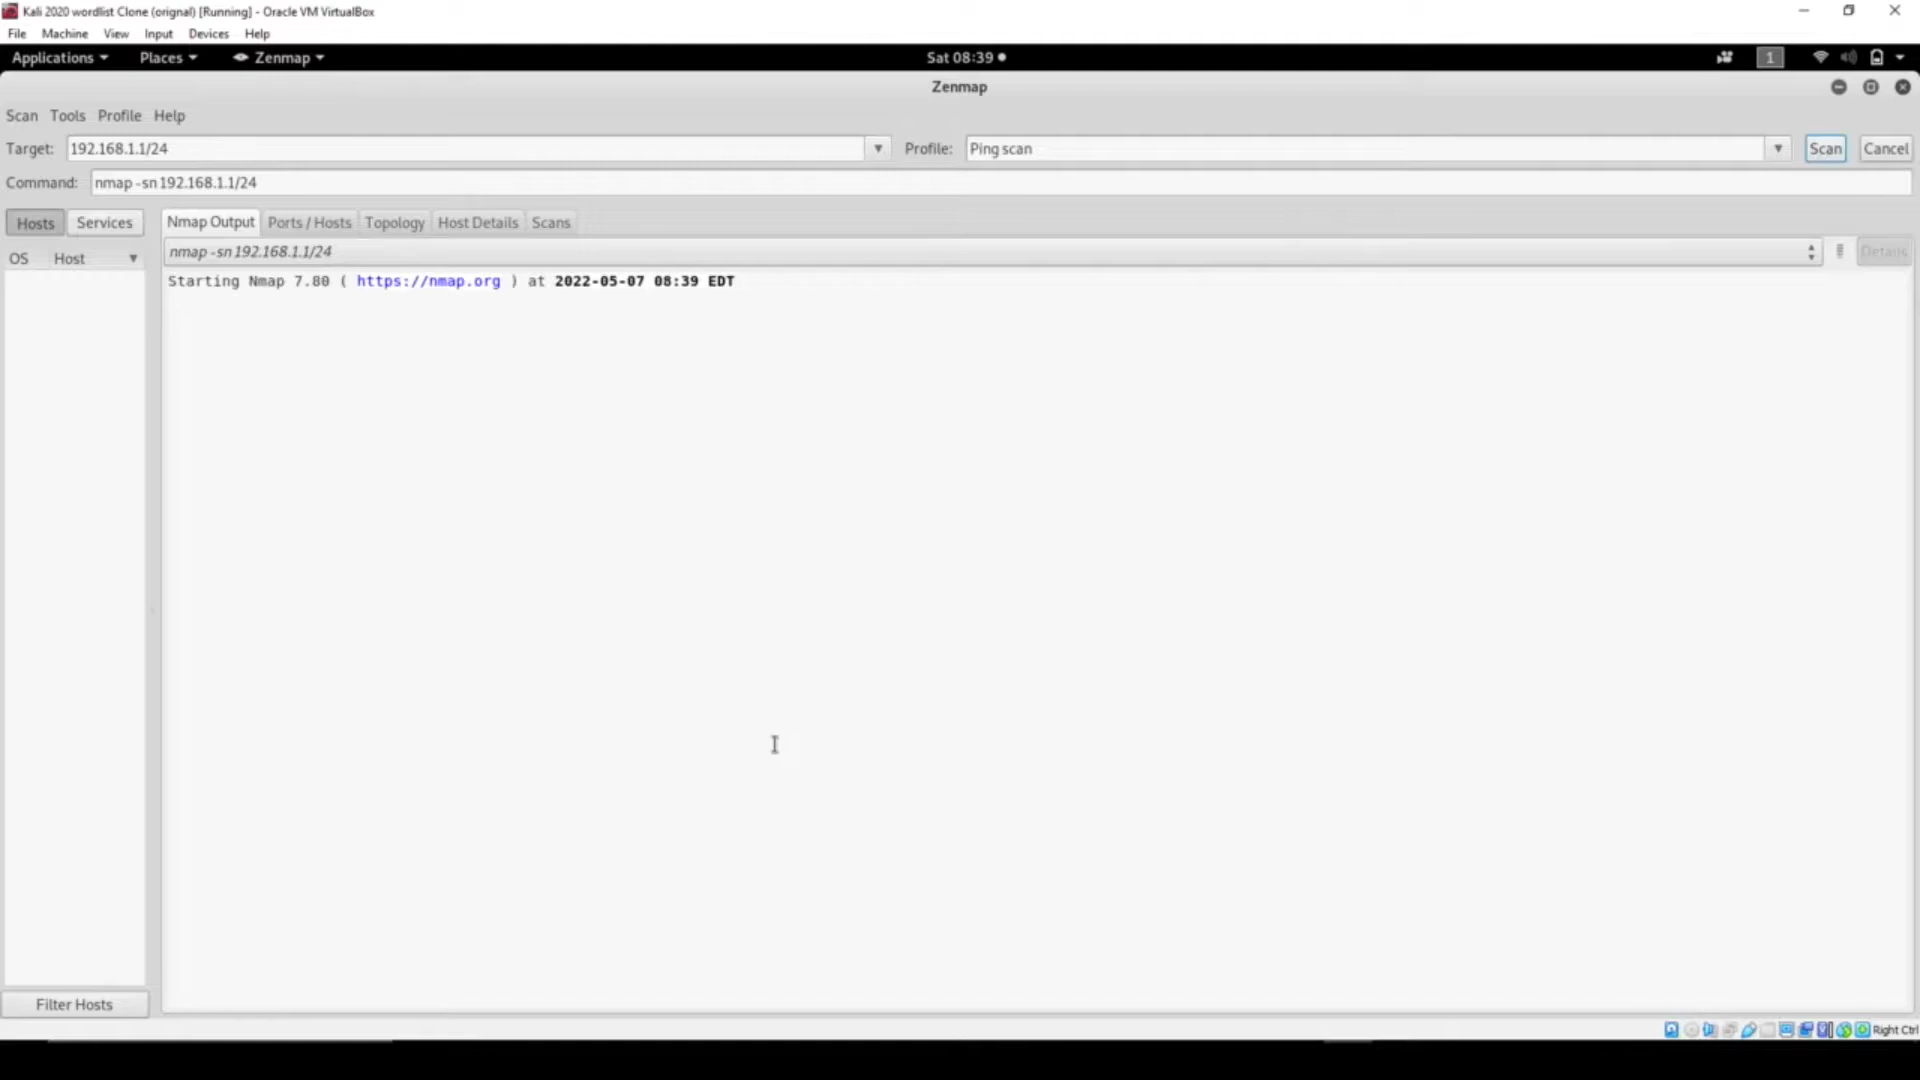 Kali 2020 wordlist Clone (orignal) [Running] - Oracle VM VirtualBox
File Machine View Input Devices Help
Applications Places Zenmap Sat 08:39 1
Zenmap
Scan Tools Profile Help
Target: 192.168.1.1/24 Profile: Ping scan Scan Cancel
Command: nmap -sn 192.168.1.1/24
Hosts Services Nmap Output Ports / Hosts Topology Host Details Scans
nmap -sn 192.168.1.1/24 Details
OS Host
Starting Nmap 7.80 ( https://nmap.org ) at 2022-05-07 08:39 EDT
Filter Hosts
Right Ctrl